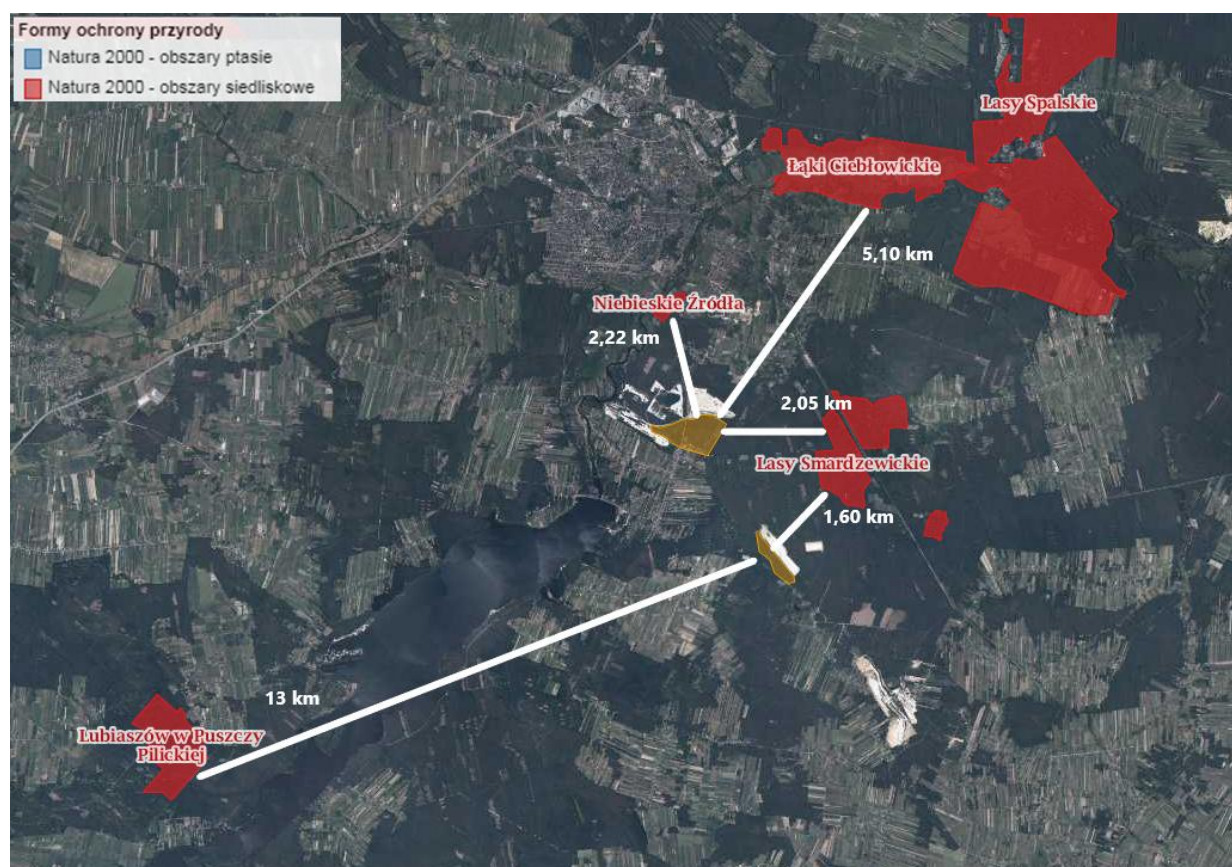 Formy ochrony przyrody
Natura 2000 - obszary ptasie
Natura 2000 - obszary siedliskowe
Lasy Spalskie
Łąki Ciebłowickie
5,10 km
Niebieskie Źródła
2,22 km
2,05 km
Lasy Smardzewickie
1,60 km
13 km
Lubiaszów w Puszczy
Pilickiej